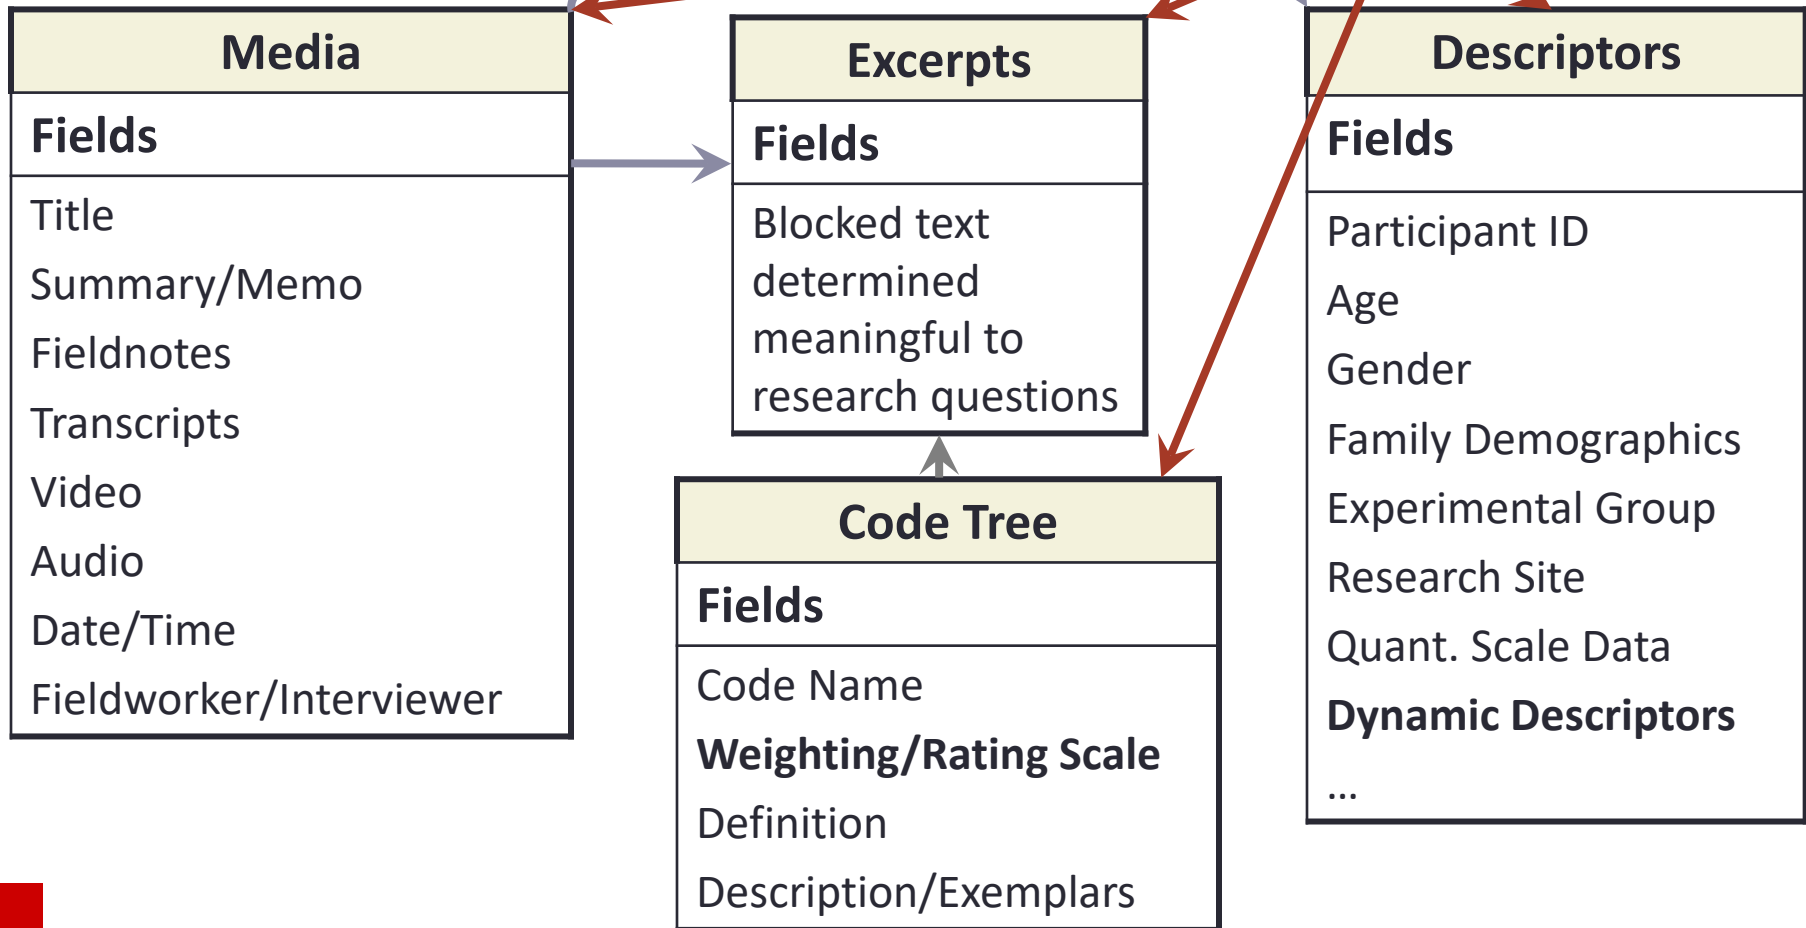 Media
Fields
Title
Summary/Memo
Fieldnotes
Transcripts
Video
Audio
Date/Time
Fieldworker/Interviewer
Excerpts
Fields
Blocked text
determined
meaningful to
research questions
Code Tree
Fields
Code Name
Weighting/Rating Scale
Definition
Description/Exemplars
Descriptors
Fields
Participant ID
Age
Gender
Family Demographics
Experimental Group
Research Site
Quant. Scale Data
Dynamic Descriptors
...